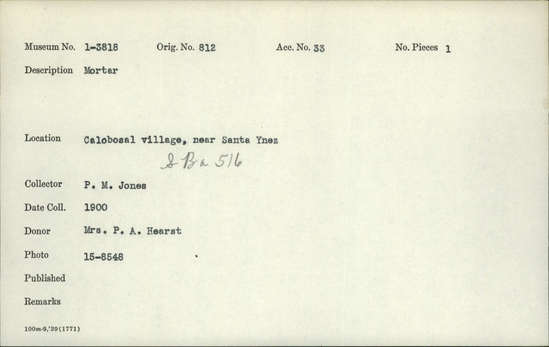 Museum No. 1-3818 Orig. No. 812 Acc. No. 33 No. Pieces 1
Description Mortar
Location Calobosal village, near Santa Ynez
S Ba 516
Collector P. M. Jones
Date Coll. 1900
Donor Mrs. P. A. Hearst
Photo 15-8548
Published
Remarks
100m-9,'29(1771)